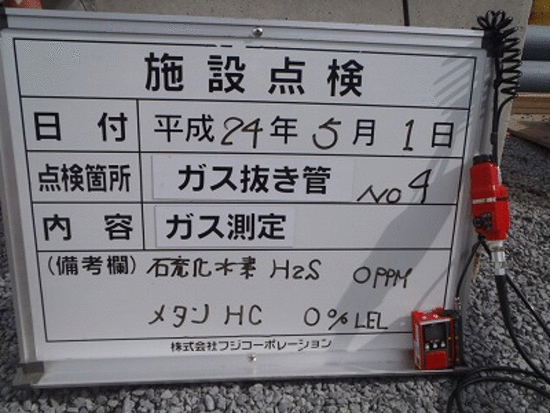 施設点検
日付 平成24年5月1日
点検箇所 ガス抜き管 No4
内容 ガス測定
(備考欄) 石充化水素 H2S 0PPM
メタン HC 0%LEL
株式会社フジコーポレーション